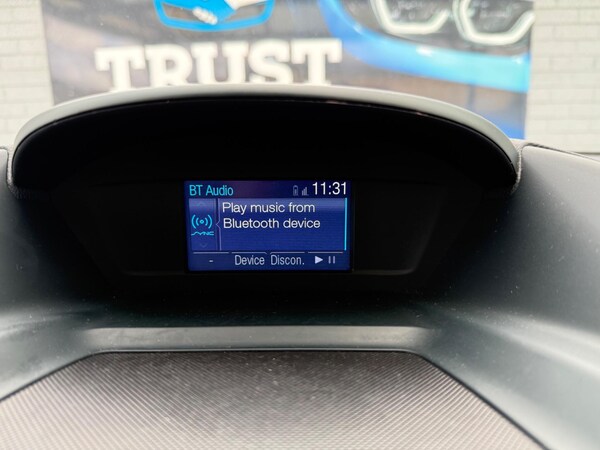 TRUST
BT Audio 11:31
Play music from
Bluetooth device
SYNC
- Device Discon.